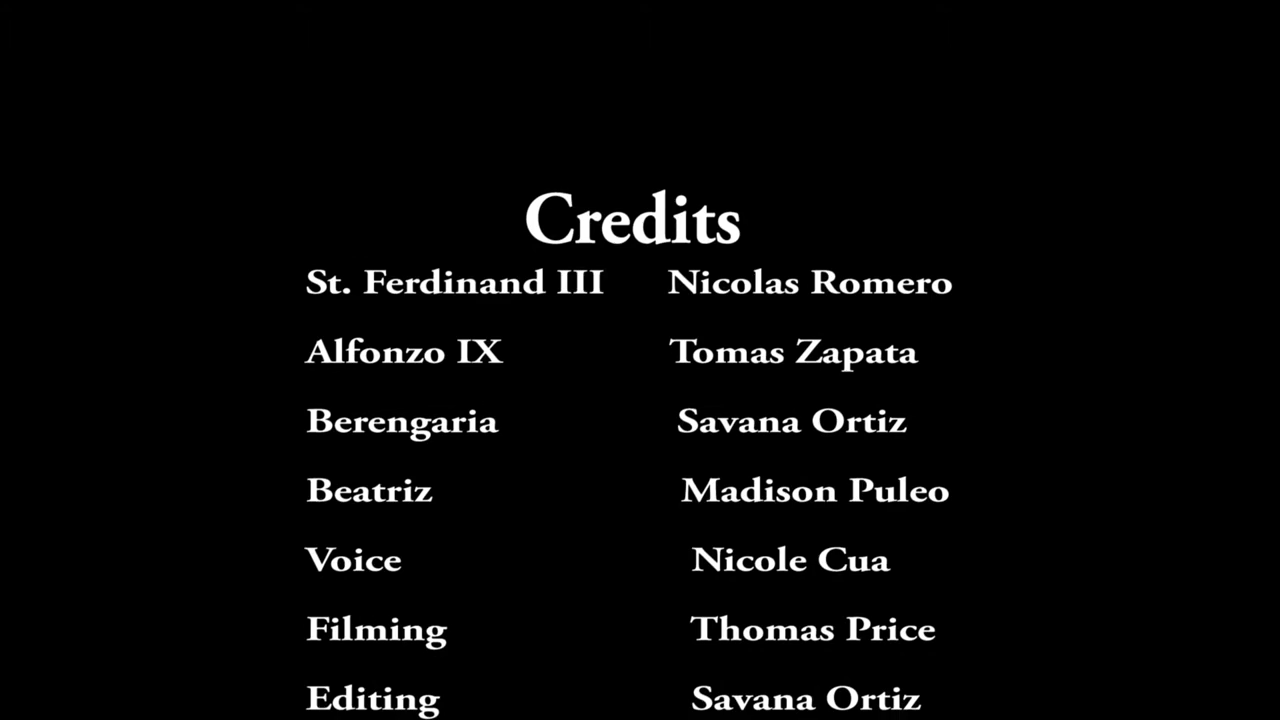 Credits
St. Ferdinand III Nicolas Romero
Alfonzo IX Tomas Zapata
Berengaria Savana Ortiz
Beatriz Madison Puleo
Voice Nicole Cua
Filming Thomas Price
Editing Savana Ortiz